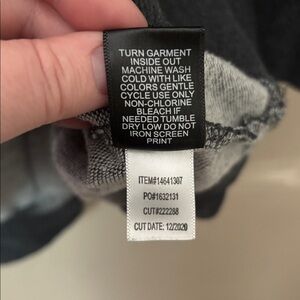 TURN GARMENT
INSIDE OUT
MACHINE WASH
COLD WITH LIKE
COLORS GENTLE
CYCLE USE ONLY
NON-CHLORINE
BLEACH IF
NEEDED TUMBLE
DRY LOW DO NOT
IRON SCREEN
PRINT
ITEM#14641307
PO#1632131
CUT#222288
CUT DATE: 12/2020